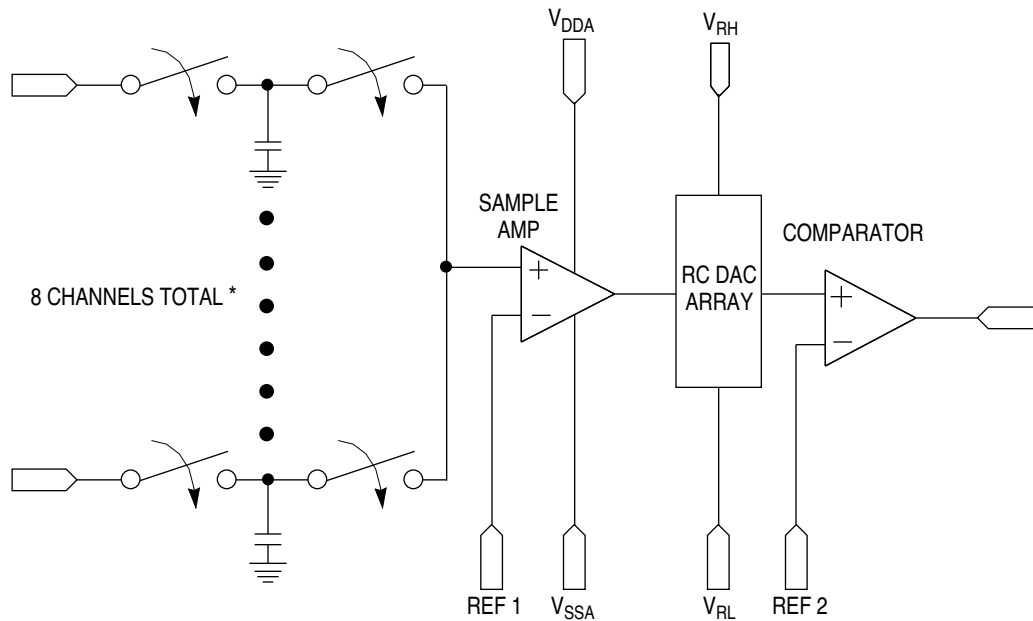 V_DDA
V_RH
SAMPLE
AMP
COMPARATOR
8 CHANNELS TOTAL *
RC DAC
ARRAY
+
−
+
−
REF 1
V_SSA
V_RL
REF 2